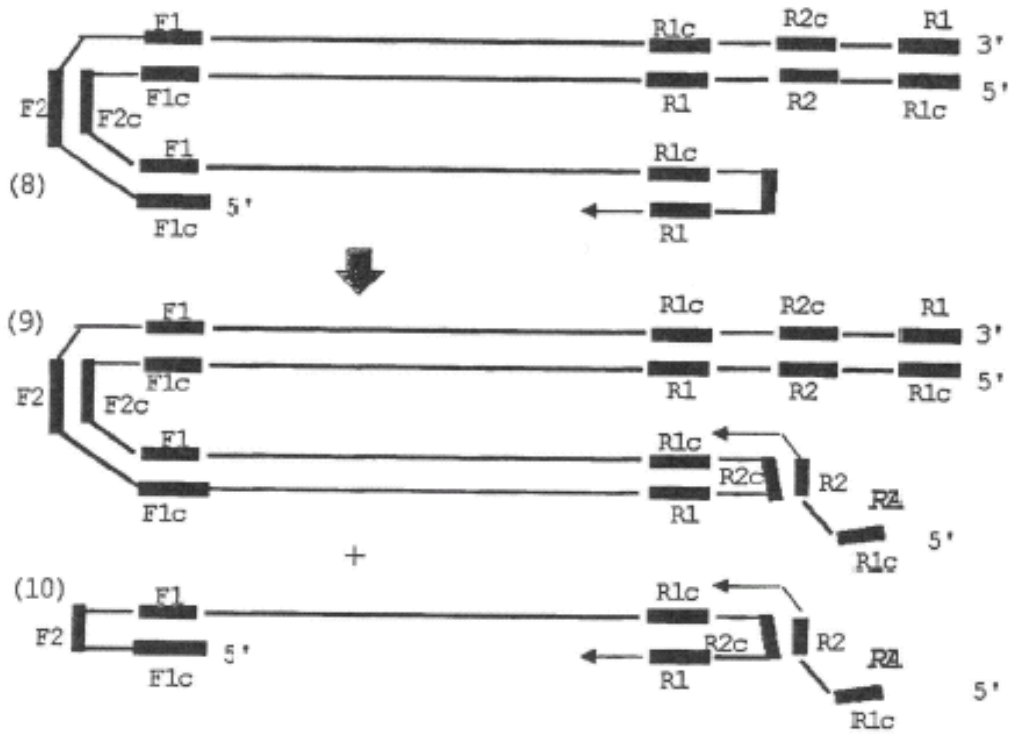 F1 R1c R2c R1
3'
F1c R1 R2 R1c 5'
F2 F2c
F1 R1c
(8)
F1c 5' R1
(9) F1 R1c R2c R1
3'
F1c R1 R2 R1c 5'
F2 F2c
F1 R1c
R2c R2
F1c R1 5'
R1c
+
(10) F1 R1c
F2 R2c R2
F1c 5' R1 5'
R1c